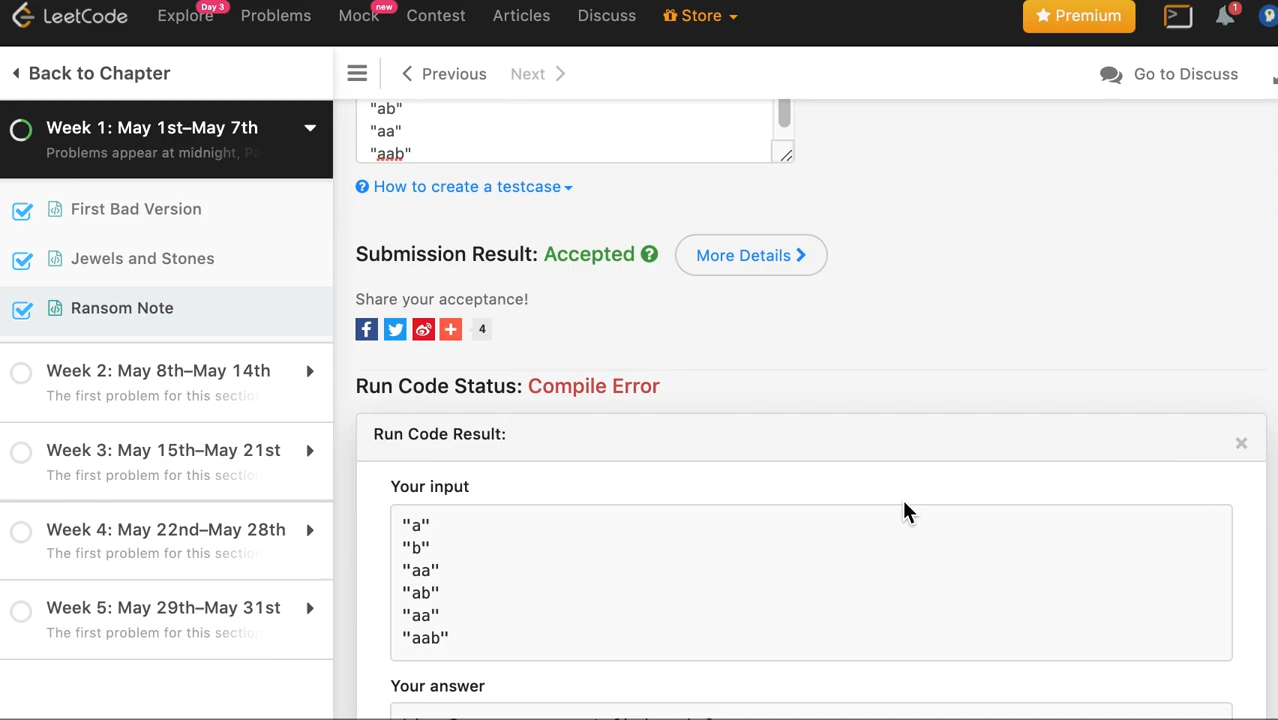 LeetCode Explore Day 3 Problems Mock new Contest Articles Discuss Store Premium 1
Back to Chapter
Previous Next Go to Discuss
Week 1: May 1st–May 7th
Problems appear at midnight,
First Bad Version
Jewels and Stones
Ransom Note
Week 2: May 8th–May 14th
The first problem for this sectio
Week 3: May 15th–May 21st
The first problem for this sectio
Week 4: May 22nd–May 28th
The first problem for this sectio
Week 5: May 29th–May 31st
The first problem for this sectio
"ab"
"aa"
"aab"
How to create a testcase
Submission Result: Accepted ? More Details
Share your acceptance!
4
Run Code Status: Compile Error
Run Code Result: ×
Your input
"a"
"b"
"aa"
"ab"
"aa"
"aab"
Your answer